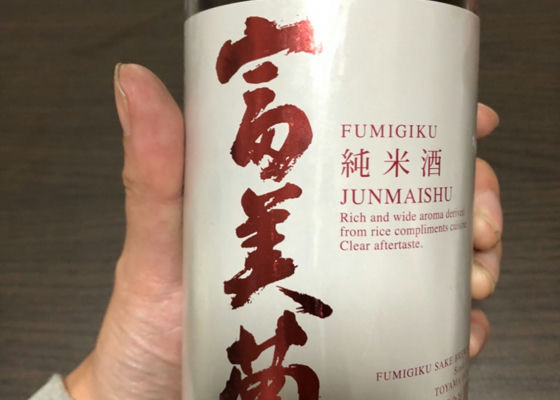 富美菊
FUMIGIKU
純米酒
JUNMAISHU
Rich and wide aroma derived
from rice compliments cuisine.
Clear aftertaste.
FUMIGIKU SAKE
TOYAMA